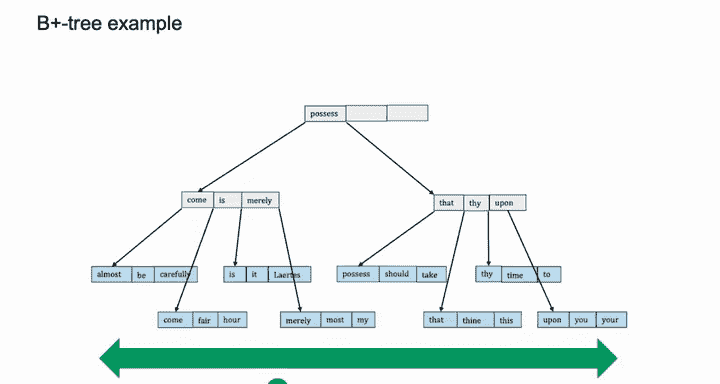 B+-tree example
possess
come is merely
that thy upon
almost be carefully
is it Laertes
possess should take
thy time to
come fair hour
merely most my
that thine this
upon you your